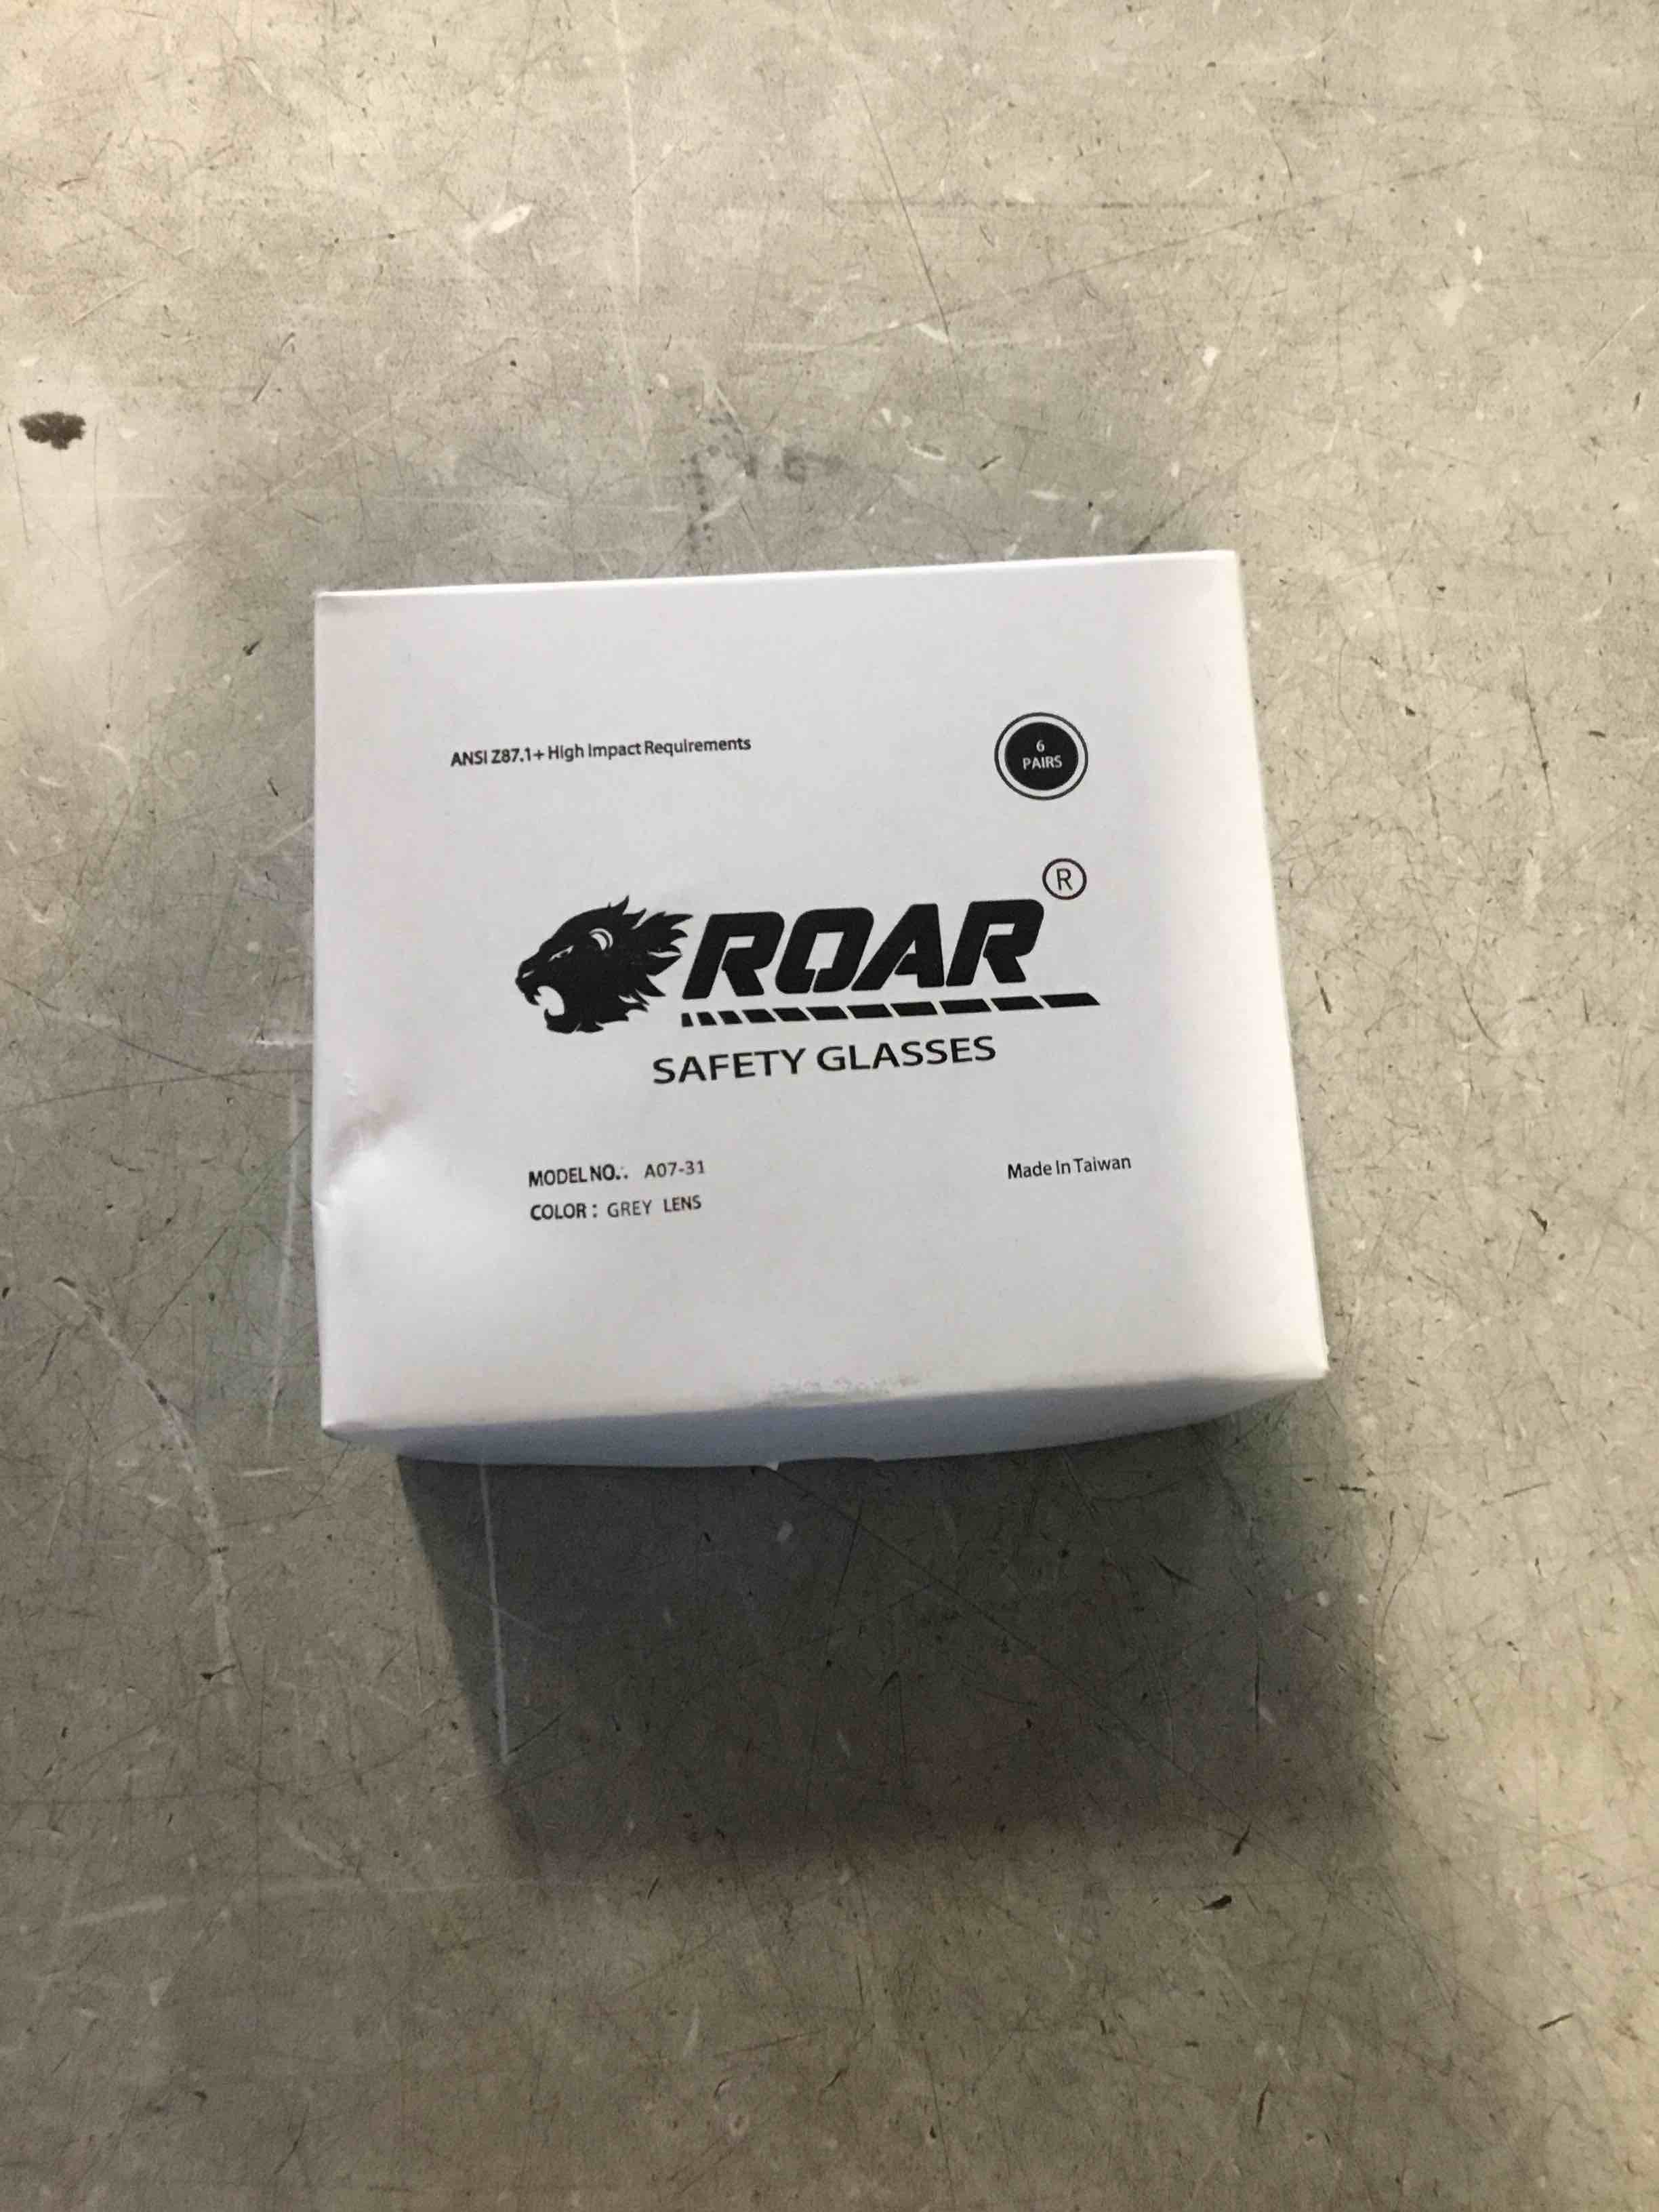 ANSI Z87.1+ High Impact Requirements
6
PAIRS
ROAR®
SAFETY GLASSES
MODEL NO.: A07-31
COLOR: GREY LENS
Made In Taiwan